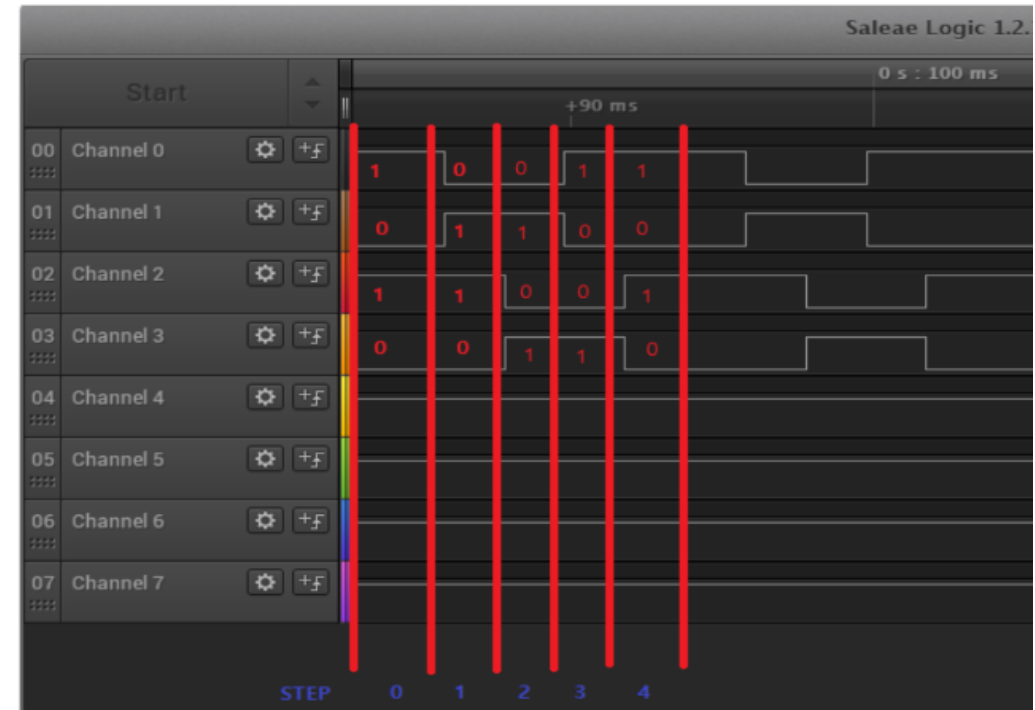 Saleae Logic 1.2.
Start
0 s : 100 ms
+90 ms
00 Channel 0
1 0 0 1 1
01 Channel 1
0 1 1 0 0
02 Channel 2
1 1 0 0 1
03 Channel 3
0 0 1 1 0
04 Channel 4
05 Channel 5
06 Channel 6
07 Channel 7
STEP 0 1 2 3 4